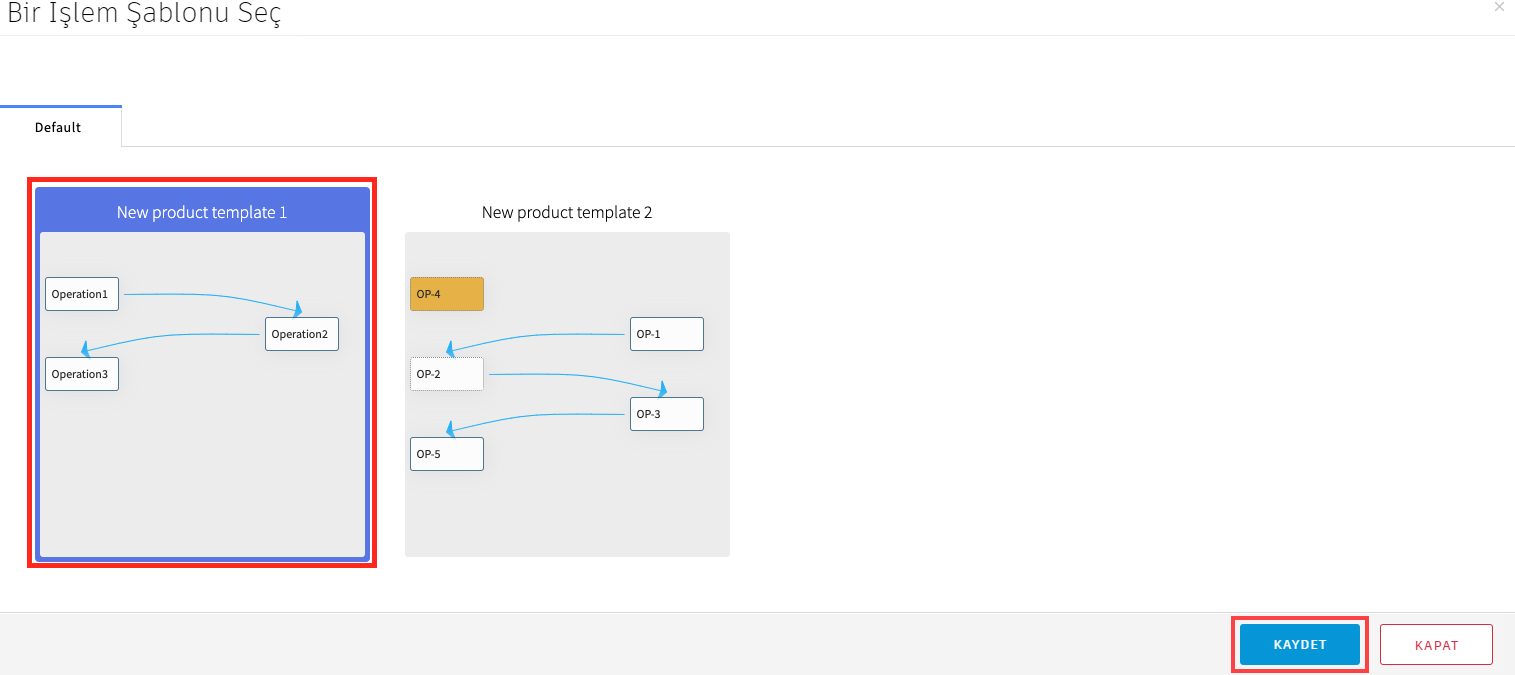 Bir İşlem Şablonu Seç
×
Default
New product template 1
Operation1
Operation2
Operation3
New product template 2
OP-4
OP-1
OP-2
OP-3
OP-5
KAYDET
KAPAT